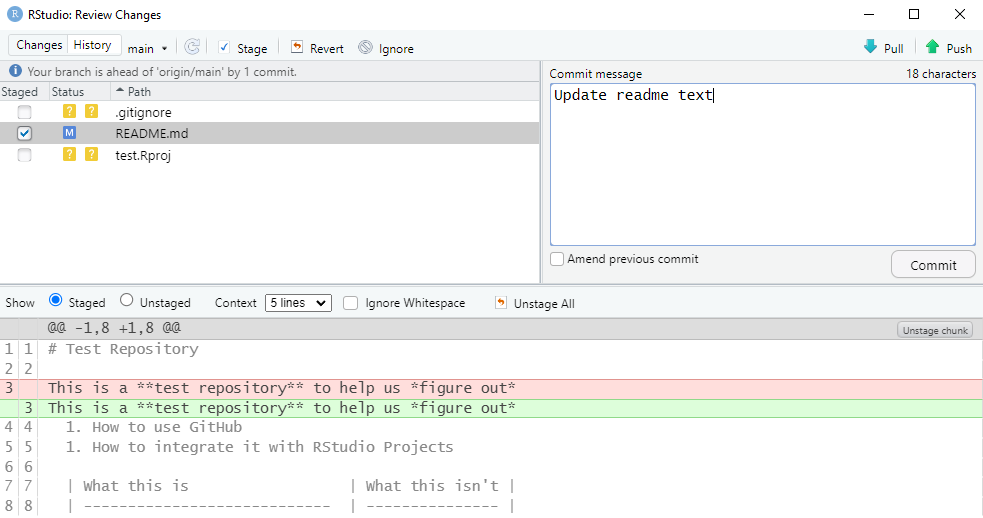 RStudio: Review Changes
Changes History main Stage Revert Ignore Pull Push
Your branch is ahead of 'origin/main' by 1 commit.
Staged Status Path
? ? .gitignore
M README.md
? ? test.Rproj
Commit message 18 characters
Update readme text
Amend previous commit
Commit
Show Staged Unstaged Context 5 lines Ignore Whitespace Unstage All
@@ -1,8 +1,8 @@ Unstage chunk
1 1 # Test Repository
2 2
3 This is a **test repository** to help us *figure out*
3 This is a **test repository** to help us *figure out*
4 4 1. How to use GitHub
5 5 1. How to integrate it with RStudio Projects
6 6
7 7 | What this is | What this isn't |
8 8 | ---------------------------- | --------------- |